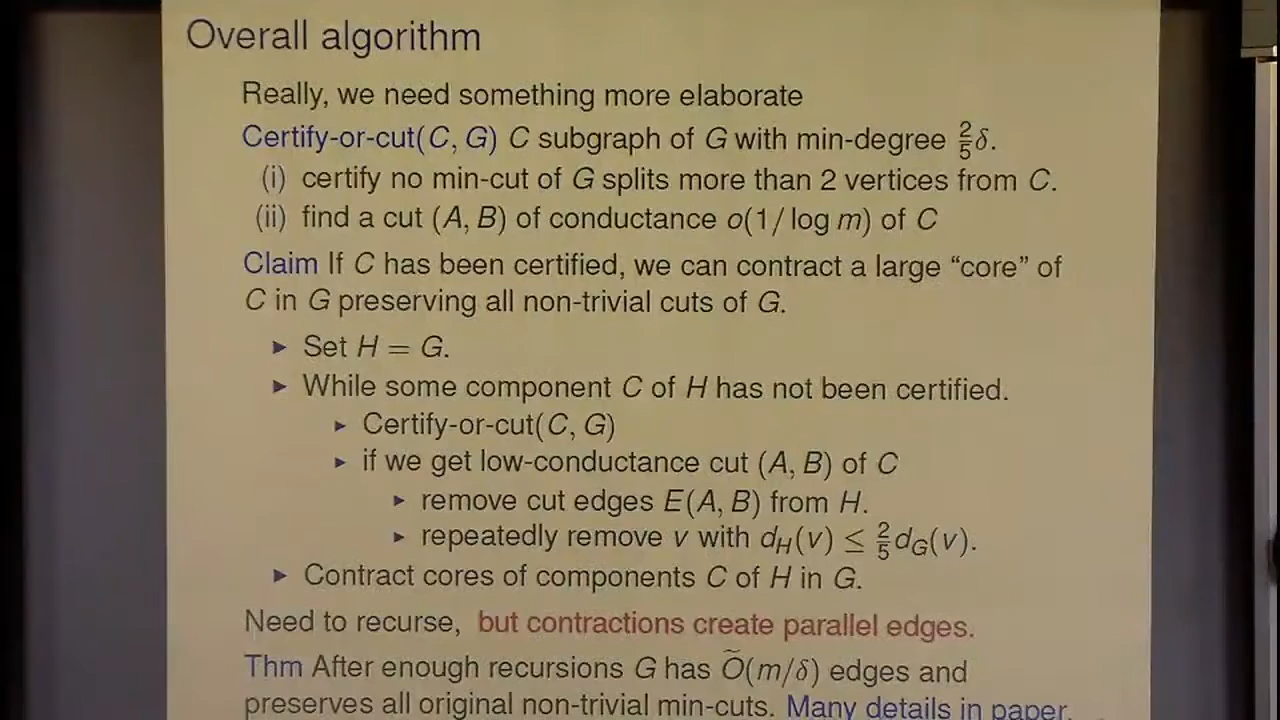 Overall algorithm
Really, we need something more elaborate
Certify-or-cut(C, G) C subgraph of G with min-degree 2/5 δ.
(i) certify no min-cut of G splits more than 2 vertices from C.
(ii) find a cut (A, B) of conductance o(1/ log m) of C
Claim If C has been certified, we can contract a large “core” of
C in G preserving all non-trivial cuts of G.
► Set H = G.
► While some component C of H has not been certified.
► Certify-or-cut(C, G)
► if we get low-conductance cut (A, B) of C
► remove cut edges E(A, B) from H.
► repeatedly remove v with d_H(v) ≤ 2/5 d_G(v).
► Contract cores of components C of H in G.
Need to recurse, but contractions create parallel edges.
Thm After enough recursions G has Õ(m/δ) edges and
preserves all original non-trivial min-cuts. Many details in paper.